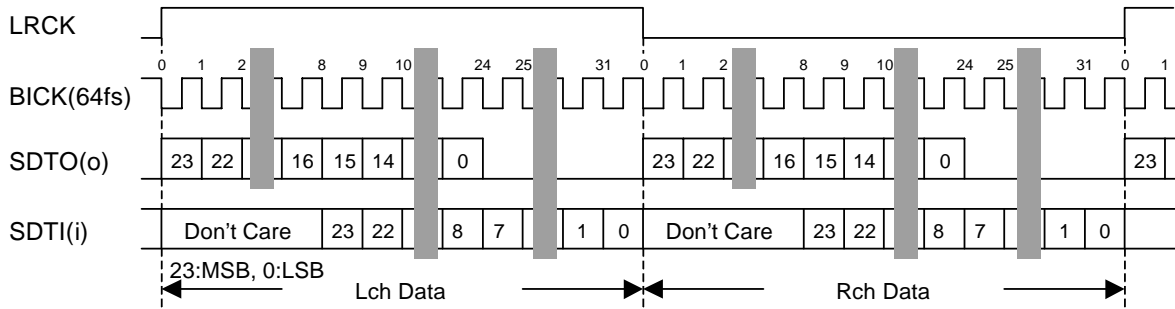 LRCK
0 1 2 8 9 10 24 25 31 0 1 2 8 9 10 24 25 31 0 1
BICK(64fs)
SDTO(o) 23 22 16 15 14 0 23 22 16 15 14 0 23
SDTI(i) Don't Care 23 22 8 7 1 0 Don't Care 23 22 8 7 1 0
23:MSB, 0:LSB
Lch Data Rch Data